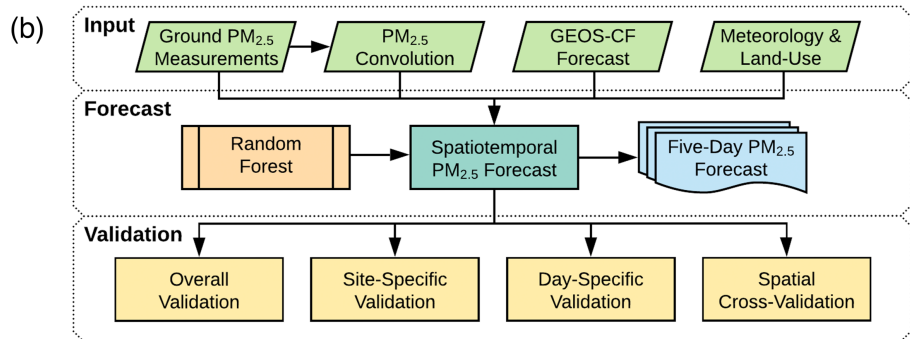 (b)
Input
Ground PM₂.₅
Measurements
PM₂.₅
Convolution
GEOS-CF
Forecast
Meteorology &
Land-Use
Forecast
Random
Forest
Spatiotemporal
PM₂.₅ Forecast
Five-Day PM₂.₅
Forecast
Validation
Overall
Validation
Site-Specific
Validation
Day-Specific
Validation
Spatial
Cross-Validation